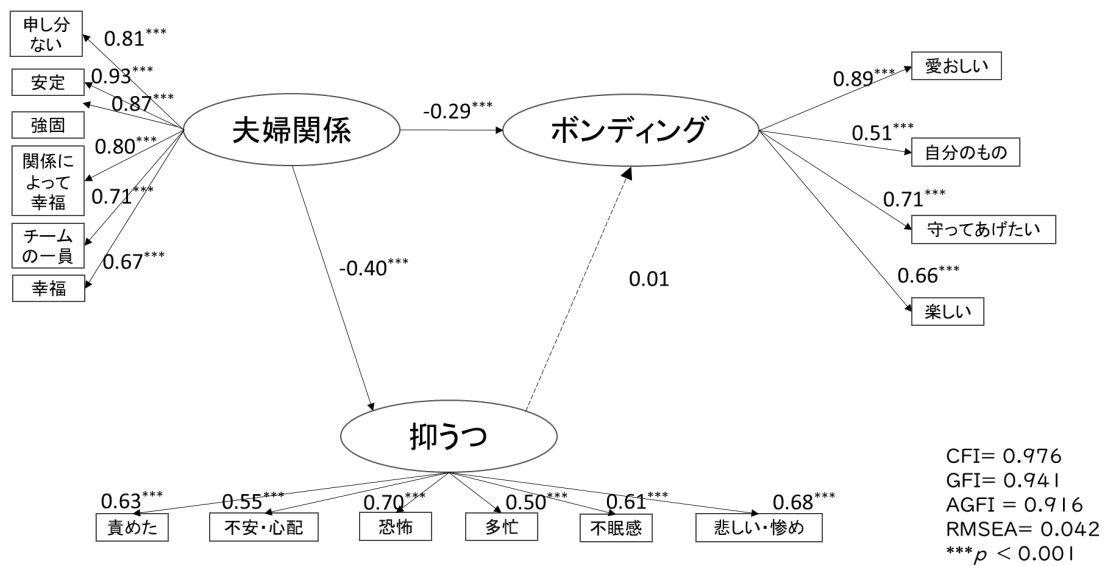 申し分
ない
0.81***
安定
0.93***
0.87***
強固
0.80***
関係に
よって
幸福
0.71***
チーム
の一員
0.67***
幸福
夫婦関係
-0.29***
ボンディング
0.89***
愛おしい
0.51***
自分のもの
0.71***
守ってあげたい
0.66***
楽しい
-0.40***
0.01
抑うつ
0.63***
0.55***
0.70***
0.50***
0.61***
0.68***
責めた
不安・心配
恐怖
多忙
不眠感
悲しい・惨め
CFI= 0.976
GFI= 0.941
AGFI = 0.916
RMSEA= 0.042
***p < 0.001